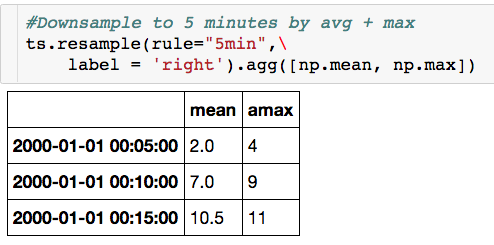 #Downsample to 5 minutes by avg + max
ts.resample(rule="5min",\
    label = 'right').agg([np.mean, np.max])
mean amax
2000-01-01 00:05:00 2.0 4
2000-01-01 00:10:00 7.0 9
2000-01-01 00:15:00 10.5 11